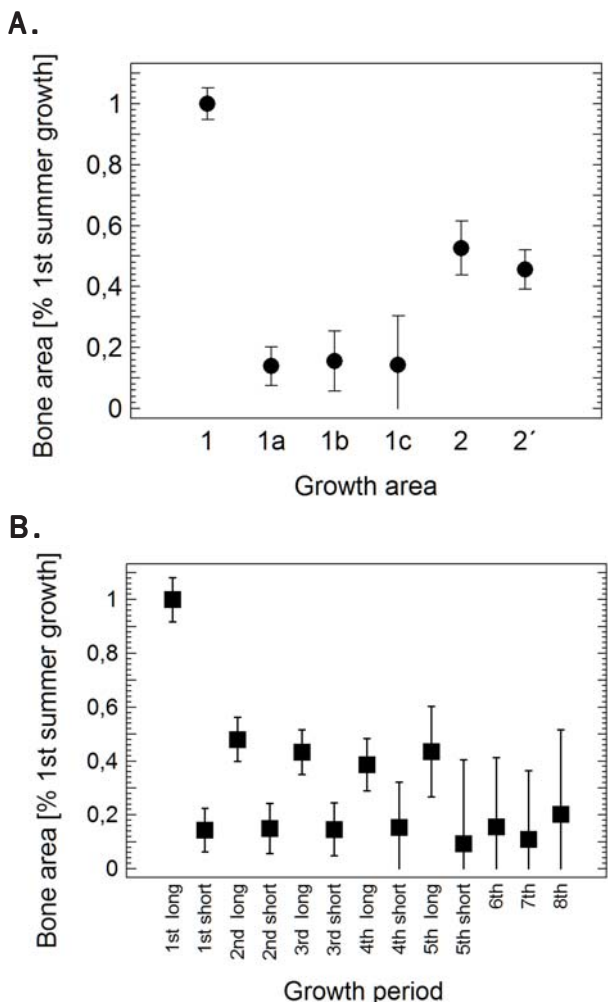 A.
Bone area [% 1st summer growth]
1
0,8
0,6
0,4
0,2
0
1 1a 1b 1c 2 2´
Growth area
B.
Bone area [% 1st summer growth]
1
0,8
0,6
0,4
0,2
0
1st long
1st short
2nd long
2nd short
3rd long
3rd short
4th long
4th short
5th long
5th short
6th
7th
8th
Growth period